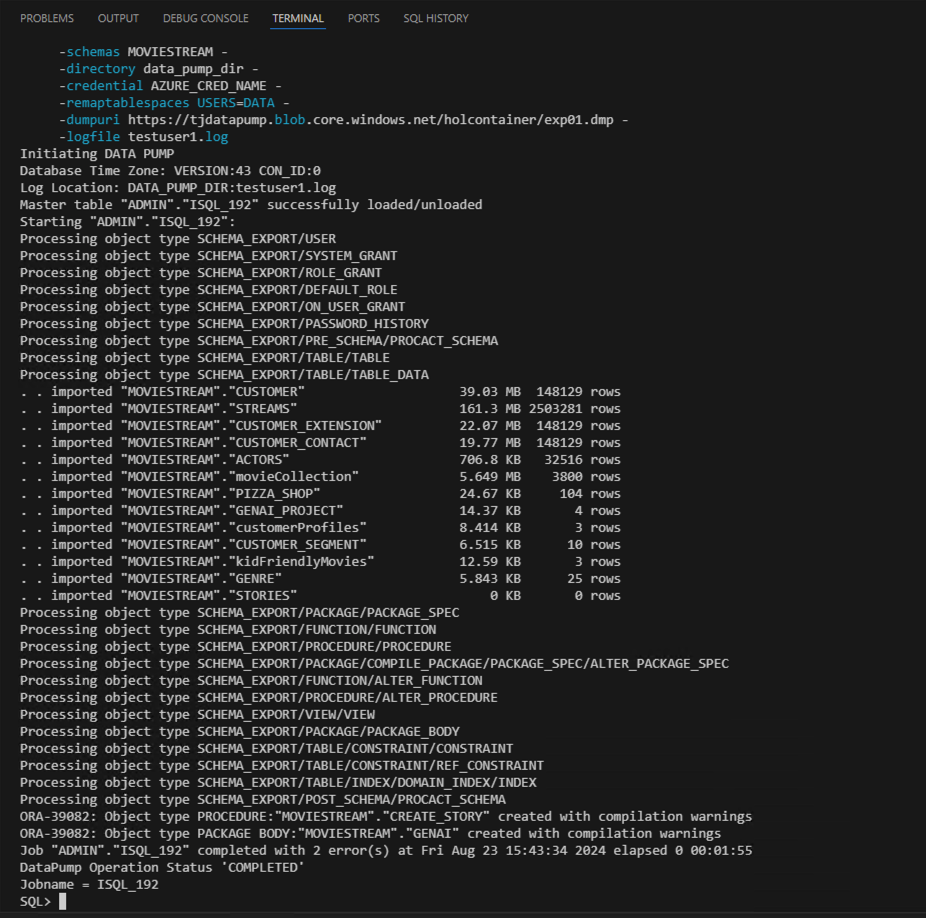 PROBLEMS OUTPUT DEBUG CONSOLE TERMINAL PORTS SQL HISTORY
-schemas MOVIESTREAM -
-directory data_pump_dir -
-credential AZURE_CRED_NAME -
-remaptablespaces USERS=DATA -
-dumpuri https://tjdatapump.blob.core.windows.net/holcontainer/exp01.dmp -
-logfile testuser1.log
Initiating DATA PUMP
Database Time Zone: VERSION:43 CON_ID:0
Log Location: DATA_PUMP_DIR:testuser1.log
Master table "ADMIN"."ISQL_192" successfully loaded/unloaded
Starting "ADMIN"."ISQL_192":
Processing object type SCHEMA_EXPORT/USER
Processing object type SCHEMA_EXPORT/SYSTEM_GRANT
Processing object type SCHEMA_EXPORT/ROLE_GRANT
Processing object type SCHEMA_EXPORT/DEFAULT_ROLE
Processing object type SCHEMA_EXPORT/ON_USER_GRANT
Processing object type SCHEMA_EXPORT/PASSWORD_HISTORY
Processing object type SCHEMA_EXPORT/PRE_SCHEMA/PROCACT_SCHEMA
Processing object type SCHEMA_EXPORT/TABLE/TABLE
Processing object type SCHEMA_EXPORT/TABLE/TABLE_DATA
. . imported "MOVIESTREAM"."CUSTOMER" 39.03 MB 148129 rows
. . imported "MOVIESTREAM"."STREAMS" 161.3 MB 2503281 rows
. . imported "MOVIESTREAM"."CUSTOMER_EXTENSION" 22.07 MB 148129 rows
. . imported "MOVIESTREAM"."CUSTOMER_CONTACT" 19.77 MB 148129 rows
. . imported "MOVIESTREAM"."ACTORS" 706.8 KB 32516 rows
. . imported "MOVIESTREAM"."movieCollection" 5.649 MB 3800 rows
. . imported "MOVIESTREAM"."PIZZA_SHOP" 24.67 KB 104 rows
. . imported "MOVIESTREAM"."GENAI_PROJECT" 14.37 KB 4 rows
. . imported "MOVIESTREAM"."customerProfiles" 8.414 KB 3 rows
. . imported "MOVIESTREAM"."CUSTOMER_SEGMENT" 6.515 KB 10 rows
. . imported "MOVIESTREAM"."kidFriendlyMovies" 12.59 KB 3 rows
. . imported "MOVIESTREAM"."GENRE" 5.843 KB 25 rows
. . imported "MOVIESTREAM"."STORIES" 0 KB 0 rows
Processing object type SCHEMA_EXPORT/PACKAGE/PACKAGE_SPEC
Processing object type SCHEMA_EXPORT/FUNCTION/FUNCTION
Processing object type SCHEMA_EXPORT/PROCEDURE/PROCEDURE
Processing object type SCHEMA_EXPORT/PACKAGE/COMPILE_PACKAGE/PACKAGE_SPEC/ALTER_PACKAGE_SPEC
Processing object type SCHEMA_EXPORT/FUNCTION/ALTER_FUNCTION
Processing object type SCHEMA_EXPORT/PROCEDURE/ALTER_PROCEDURE
Processing object type SCHEMA_EXPORT/VIEW/VIEW
Processing object type SCHEMA_EXPORT/PACKAGE/PACKAGE_BODY
Processing object type SCHEMA_EXPORT/TABLE/CONSTRAINT/CONSTRAINT
Processing object type SCHEMA_EXPORT/TABLE/CONSTRAINT/REF_CONSTRAINT
Processing object type SCHEMA_EXPORT/TABLE/INDEX/DOMAIN_INDEX/INDEX
Processing object type SCHEMA_EXPORT/POST_SCHEMA/PROCACT_SCHEMA
ORA-39082: Object type PROCEDURE:"MOVIESTREAM"."CREATE_STORY" created with compilation warnings
ORA-39082: Object type PACKAGE BODY:"MOVIESTREAM"."GENAI" created with compilation warnings
Job "ADMIN"."ISQL_192" completed with 2 error(s) at Fri Aug 23 15:43:34 2024 elapsed 0 00:01:55
DataPump Operation Status 'COMPLETED'
Jobname = ISQL_192
SQL>